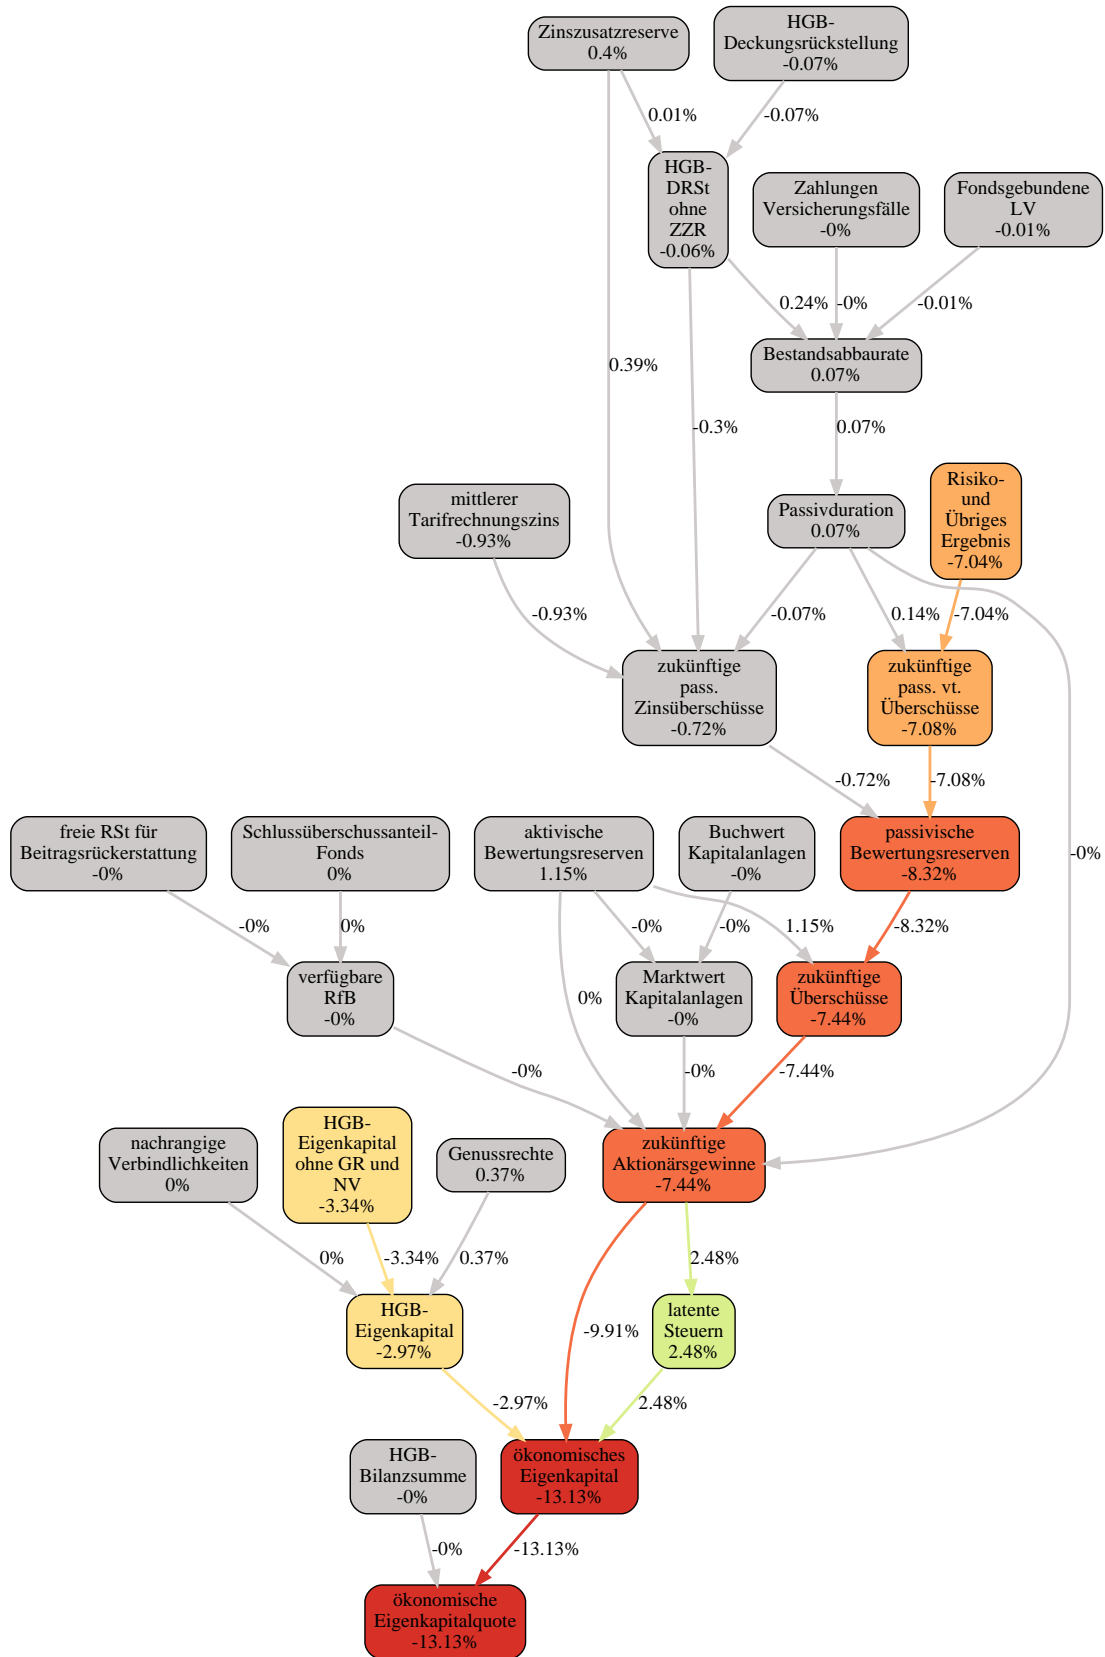 Zinszusatzreserve
0.4%
HGB-
Deckungsrückstellung
-0.07%
0.01%
-0.07%
HGB-
DRSt
ohne
ZZR
-0.06%
Zahlungen
Versicherungsfälle
-0%
Fondsgebundene
LV
-0.01%
0.24%
-0%
-0.01%
Bestandsabbaurate
0.07%
0.39%
-0.3%
0.07%
mittlerer
Tarifrechnungszins
-0.93%
Passivduration
0.07%
Risiko-
und
Übriges
Ergebnis
-7.04%
-0.93%
-0.07%
0.14%
-7.04%
zukünftige
pass.
Zinsüberschüsse
-0.72%
zukünftige
pass. vt.
Überschüsse
-7.08%
-0.72%
-7.08%
freie RSt für
Beitragsrückerstattung
-0%
Schlussüberschussanteil-
Fonds
0%
aktivische
Bewertungsreserven
1.15%
Buchwert
Kapitalanlagen
-0%
passivische
Bewertungsreserven
-8.32%
-0%
-0%
0%
-0%
-0%
1.15%
-8.32%
verfügbare
RfB
-0%
0%
Marktwert
Kapitalanlagen
-0%
zukünftige
Überschüsse
-7.44%
-0%
-0%
-7.44%
nachrangige
Verbindlichkeiten
0%
HGB-
Eigenkapital
ohne GR und
NV
-3.34%
Genussrechte
0.37%
zukünftige
Aktionärsgewinne
-7.44%
0%
-3.34%
0.37%
2.48%
HGB-
Eigenkapital
-2.97%
-9.91%
latente
Steuern
2.48%
-2.97%
2.48%
HGB-
Bilanzsumme
-0%
ökonomisches
Eigenkapital
-13.13%
-0%
-13.13%
ökonomische
Eigenkapitalquote
-13.13%